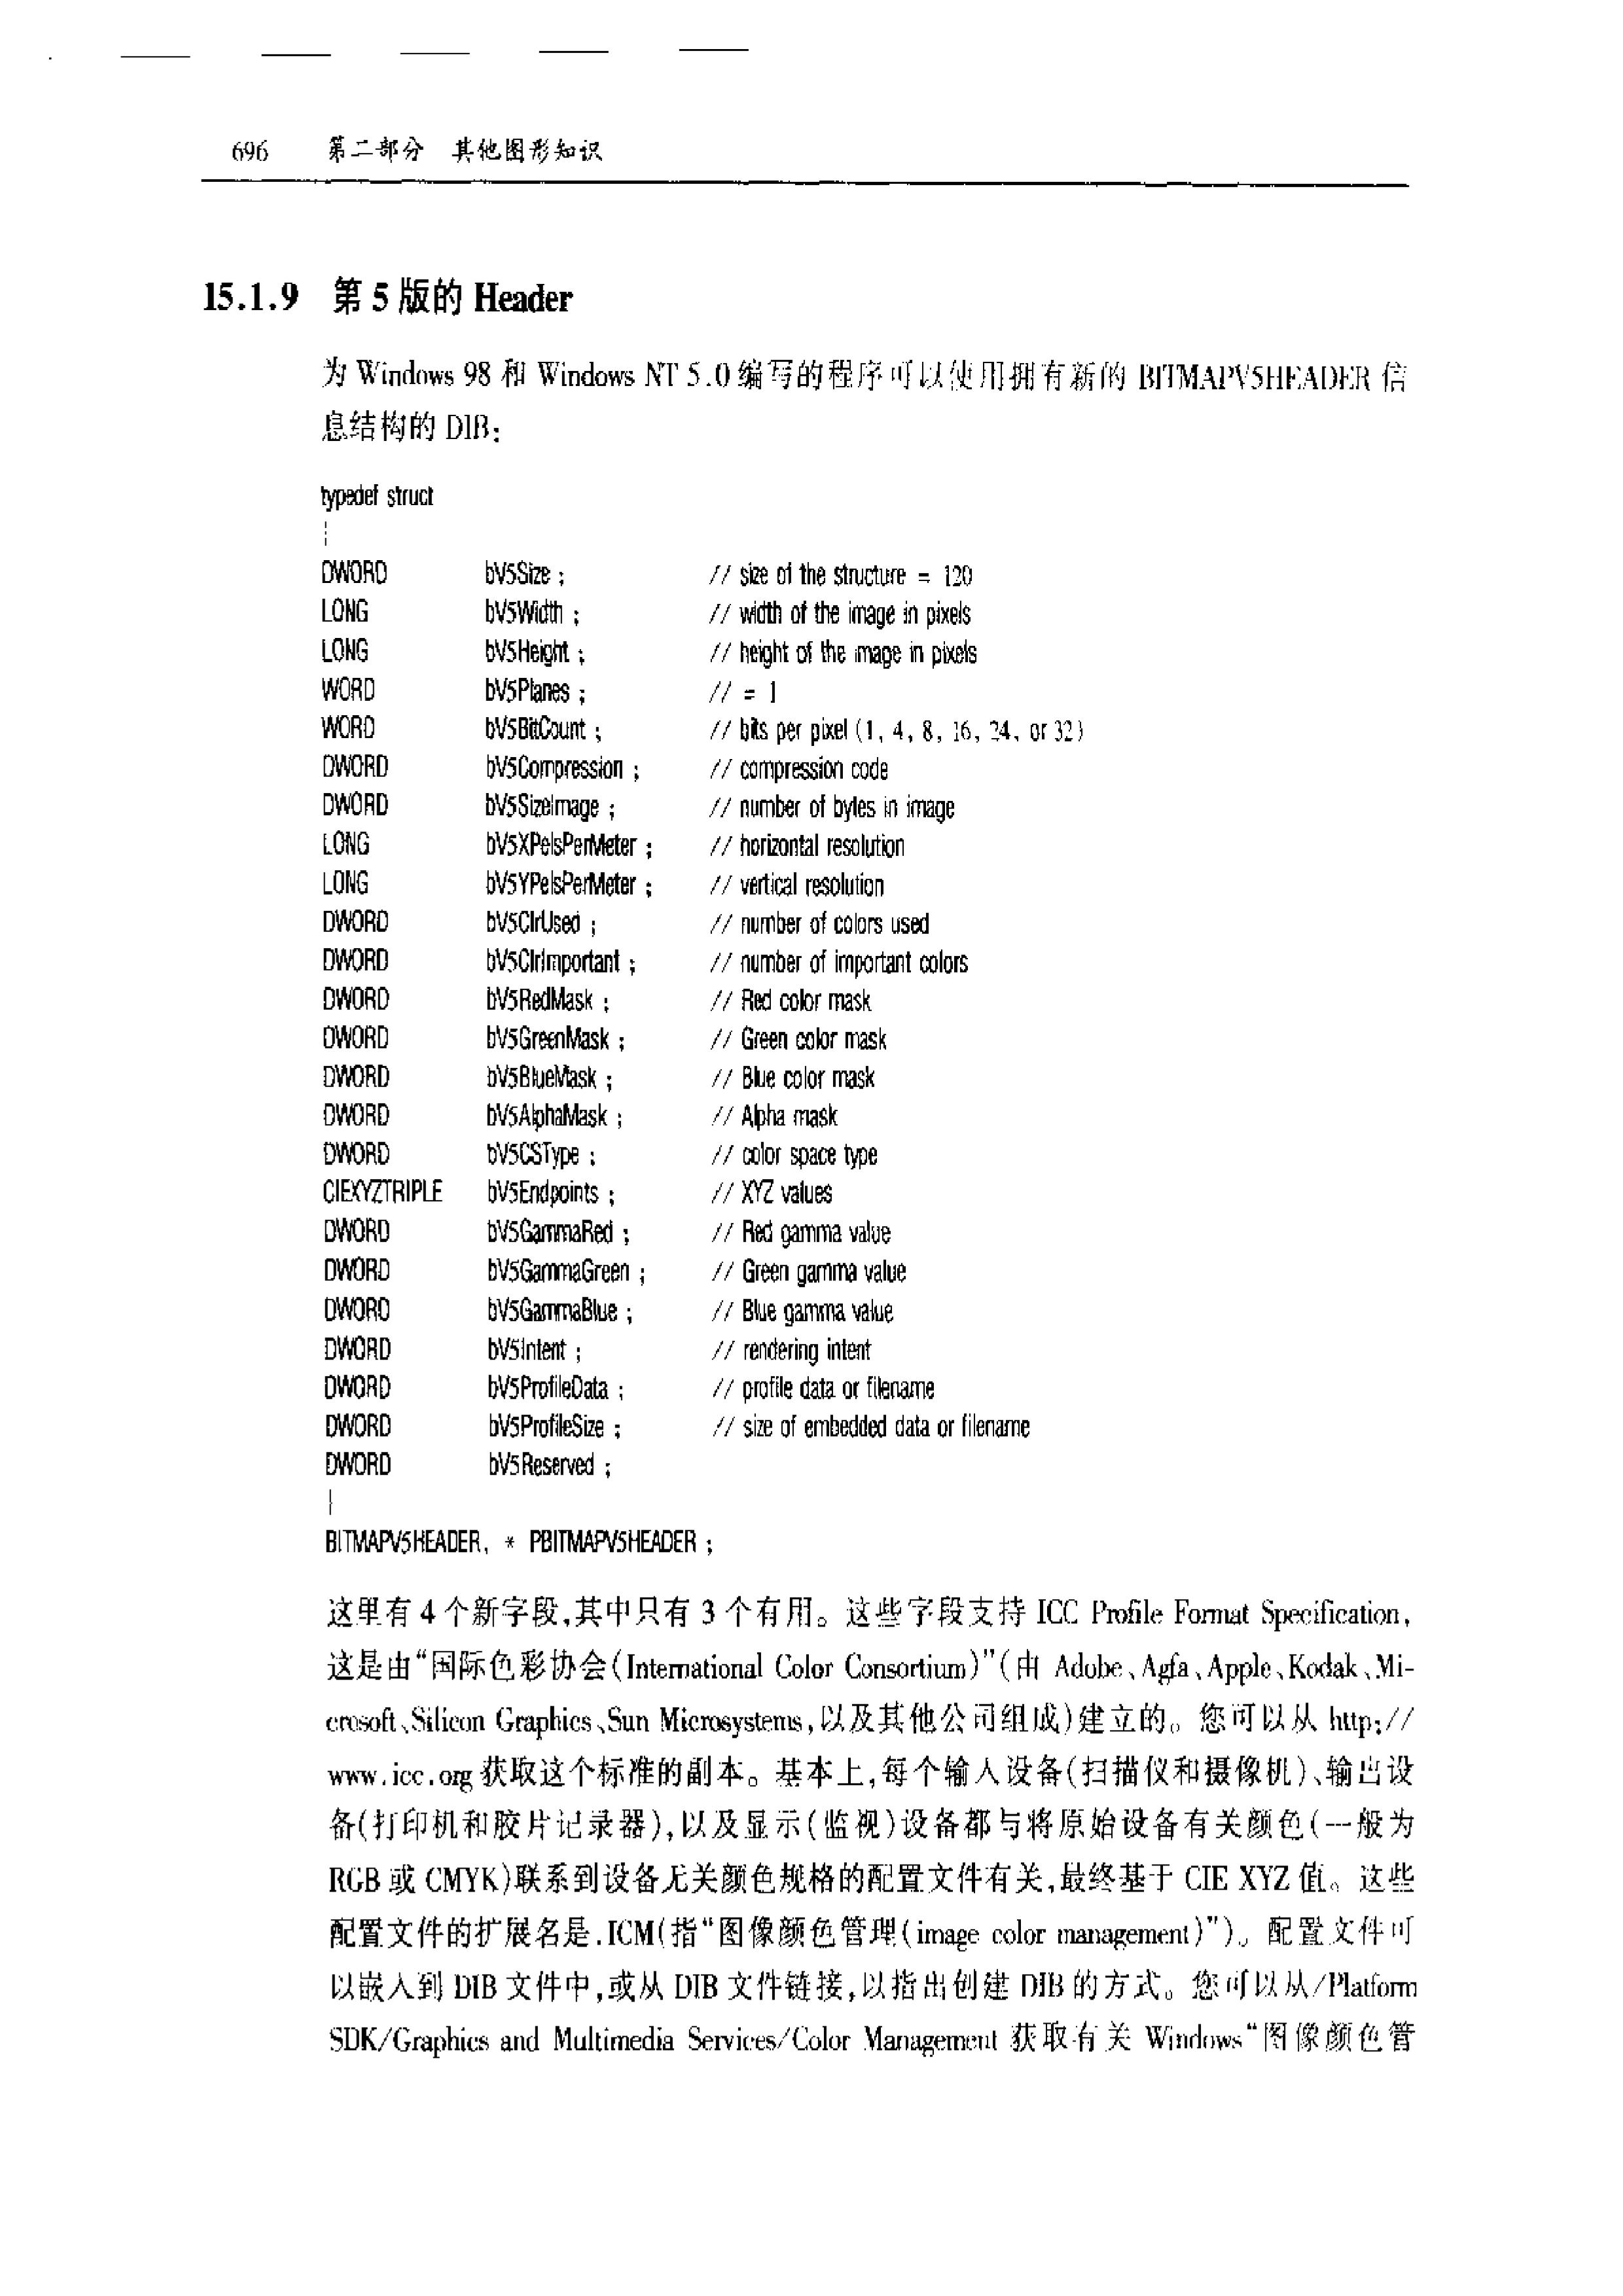 696 第二部分 其他图形知识
15.1.9 第 5 版的 Header
为 Windows 98 和 Windows NT 5.0 编写的程序可以使用拥有新的 BITMAPV5HEADER 信
息结构的 DIB:
typedef struct
{
DWORD bV5Size ; // size of the structure = 120
LONG bV5Width ; // width of the image in pixels
LONG bV5Height ; // height of the image in pixels
WORD bV5Planes ; // = 1
WORD bV5BitCount ; // bits per pixel (1, 4, 8, 16, 24, or 32)
DWORD bV5Compression ; // compression code
DWORD bV5SizeImage ; // number of bytes in image
LONG bV5XPelsPerMeter ; // horizontal resolution
LONG bV5YPelsPerMeter ; // vertical resolution
DWORD bV5ClrUsed ; // number of colors used
DWORD bV5ClrImportant ; // number of important colors
DWORD bV5RedMask ; // Red color mask
DWORD bV5GreenMask ; // Green color mask
DWORD bV5BlueMask ; // Blue color mask
DWORD bV5AlphaMask ; // Alpha mask
DWORD bV5CSType ; // color space type
CIEXYZTRIPLE bV5Endpoints ; // XYZ values
DWORD bV5GammaRed ; // Red gamma value
DWORD bV5GammaGreen ; // Green gamma value
DWORD bV5GammaBlue ; // Blue gamma value
DWORD bV5Intent ; // rendering intent
DWORD bV5ProfileData ; // profile data or filename
DWORD bV5ProfileSize ; // size of embedded data or filename
DWORD bV5Reserved ;
}
BITMAPV5HEADER, * PBITMAPV5HEADER ;
这里有 4 个新字段,其中只有 3 个有用。这些字段支持 ICC Profile Format Specification,
这是由“国际色彩协会(International Color Consortium)”(由 Adobe、Agfa、Apple、Kodak、Mi-
crosoft、Silicon Graphics、Sun Microsystems,以及其他公司组成)建立的。您可以从 http://
www.icc.org 获取这个标准的副本。基本上,每个输入设备(扫描仪和摄像机)、输出设
备(打印机和胶片记录器),以及显示(监视)设备都与将原始设备有关颜色(一般为
RGB 或 CMYK)联系到设备无关颜色规格的配置文件有关,最终基于 CIE XYZ 值。这些
配置文件的扩展名是.ICM(指“图像颜色管理(image color management)”)。配置文件可
以嵌入到 DIB 文件中,或从 DIB 文件链接,以指出创建 DIB 的方式。您可以从/Platform
SDK/Graphics and Multimedia Services/Color Management 获取有关 Windows“图像颜色管